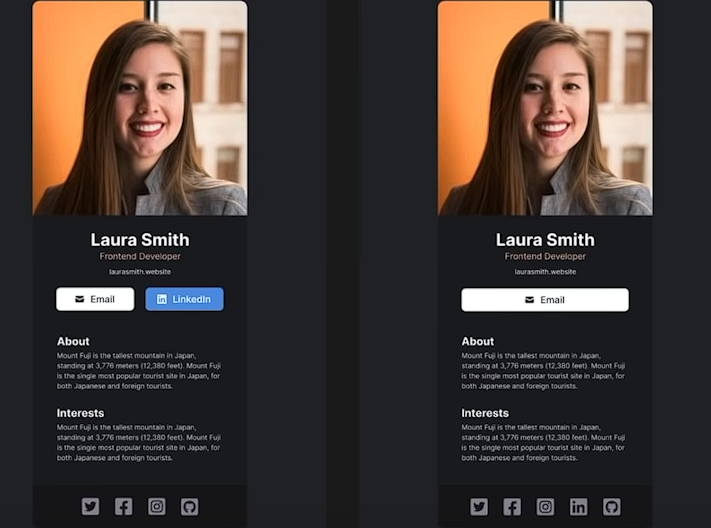 Laura Smith
Frontend Developer
laurasmith.website
Email
LinkedIn
About
Mount Fuji is the tallest mountain in Japan,
standing at 3,776 meters (12,380 feet). Mount Fuji
is the single most popular tourist site in Japan, for
both Japanese and foreign tourists.
Interests
Mount Fuji is the tallest mountain in Japan,
standing at 3,776 meters (12,380 feet). Mount Fuji
is the single most popular tourist site in Japan, for
both Japanese and foreign tourists.
Laura Smith
Frontend Developer
laurasmith.website
Email
About
Mount Fuji is the tallest mountain in Japan,
standing at 3,776 meters (12,380 feet). Mount Fuji
is the single most popular tourist site in Japan, for
both Japanese and foreign tourists.
Interests
Mount Fuji is the tallest mountain in Japan,
standing at 3,776 meters (12,380 feet). Mount Fuji
is the single most popular tourist site in Japan, for
both Japanese and foreign tourists.